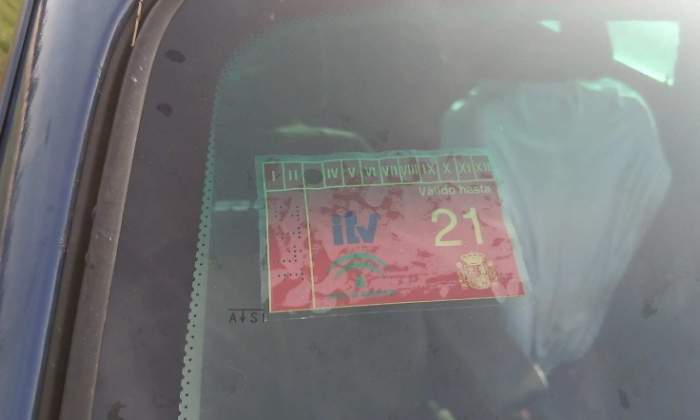 I II IV V VI VII VIII IX X XI XII
Válido hasta
itv
21